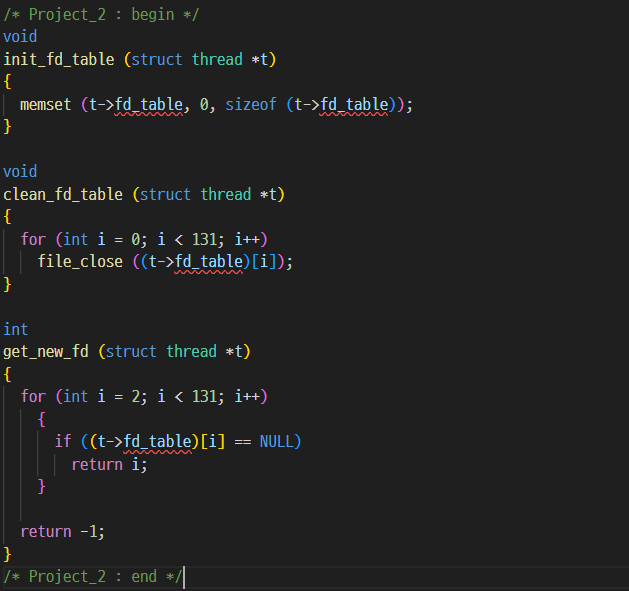 /* Project_2 : begin */
void
init_fd_table (struct thread *t)
{
  memset (t->fd_table, 0, sizeof (t->fd_table));
}

void
clean_fd_table (struct thread *t)
{
  for (int i = 0; i < 131; i++)
    file_close ((t->fd_table)[i]);
}

int
get_new_fd (struct thread *t)
{
  for (int i = 2; i < 131; i++)
    {
      if ((t->fd_table)[i] == NULL)
        return i;
    }

  return -1;
}
/* Project_2 : end */